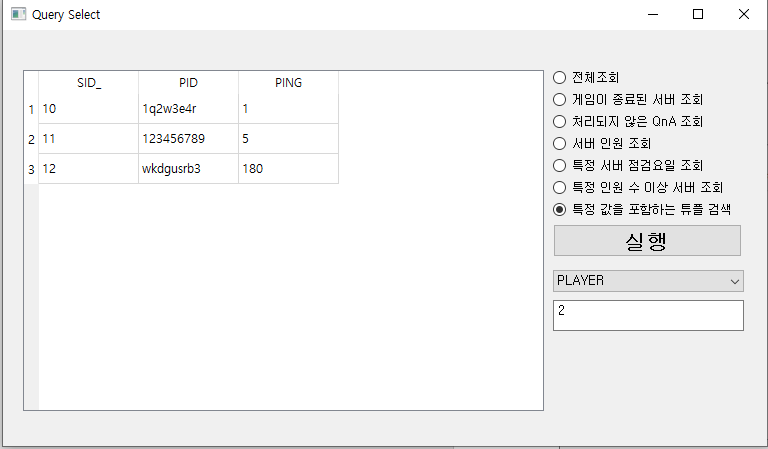 Query Select
SID_ PID PING
1 10 1q2w3e4r 1
2 11 123456789 5
3 12 wkdgusrb3 180
전체조회
게임이 종료된 서버 조회
처리되지 않은 QnA 조회
서버 인원 조회
특정 서버 점검요일 조회
특정 인원 수 이상 서버 조회
특정 값을 포함하는 튜플 검색
실행
PLAYER
2